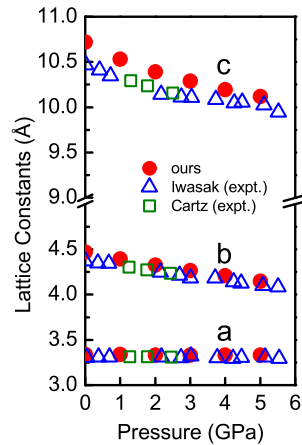 Lattice Constants (Å)
11.0
10.5
10.0
9.5
9.0
4.5
4.0
3.5
3.0
c
ours
Iwasak (expt.)
Cartz (expt.)
b
a
0 1 2 3 4 5 6
Pressure (GPa)